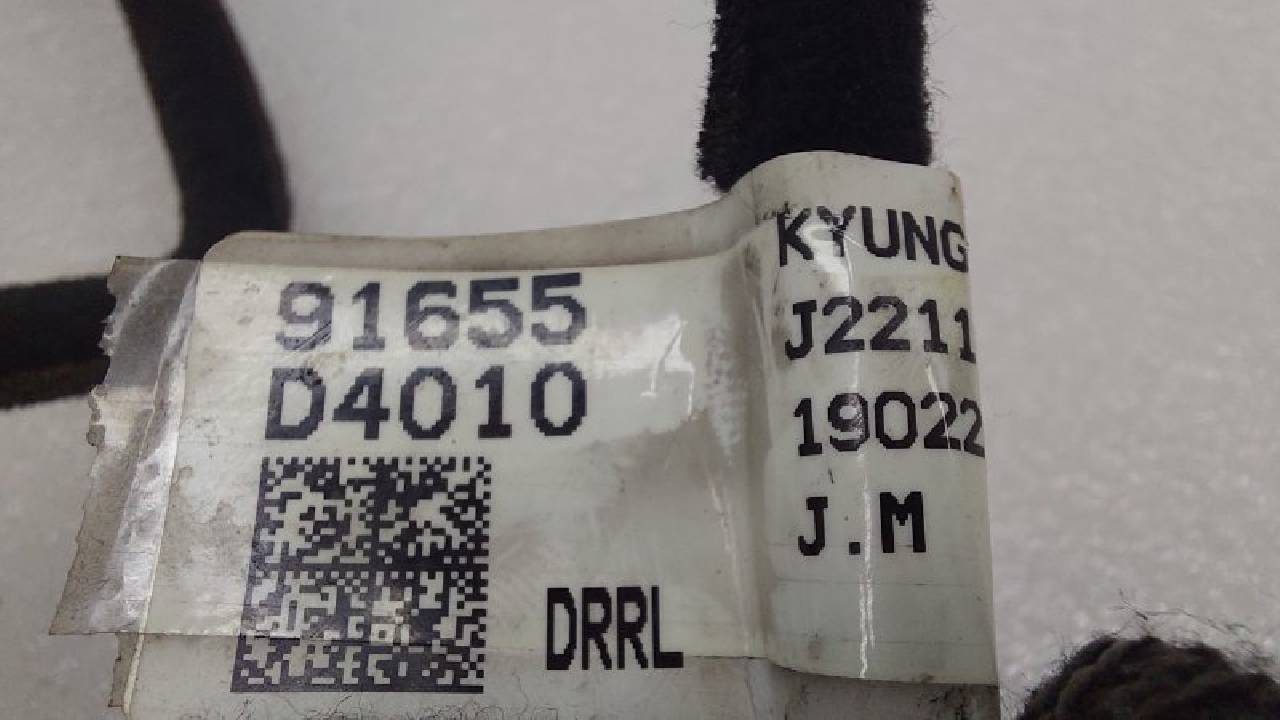 91655
D4010
DRRL
KYUNG
J2211
19022
J.M